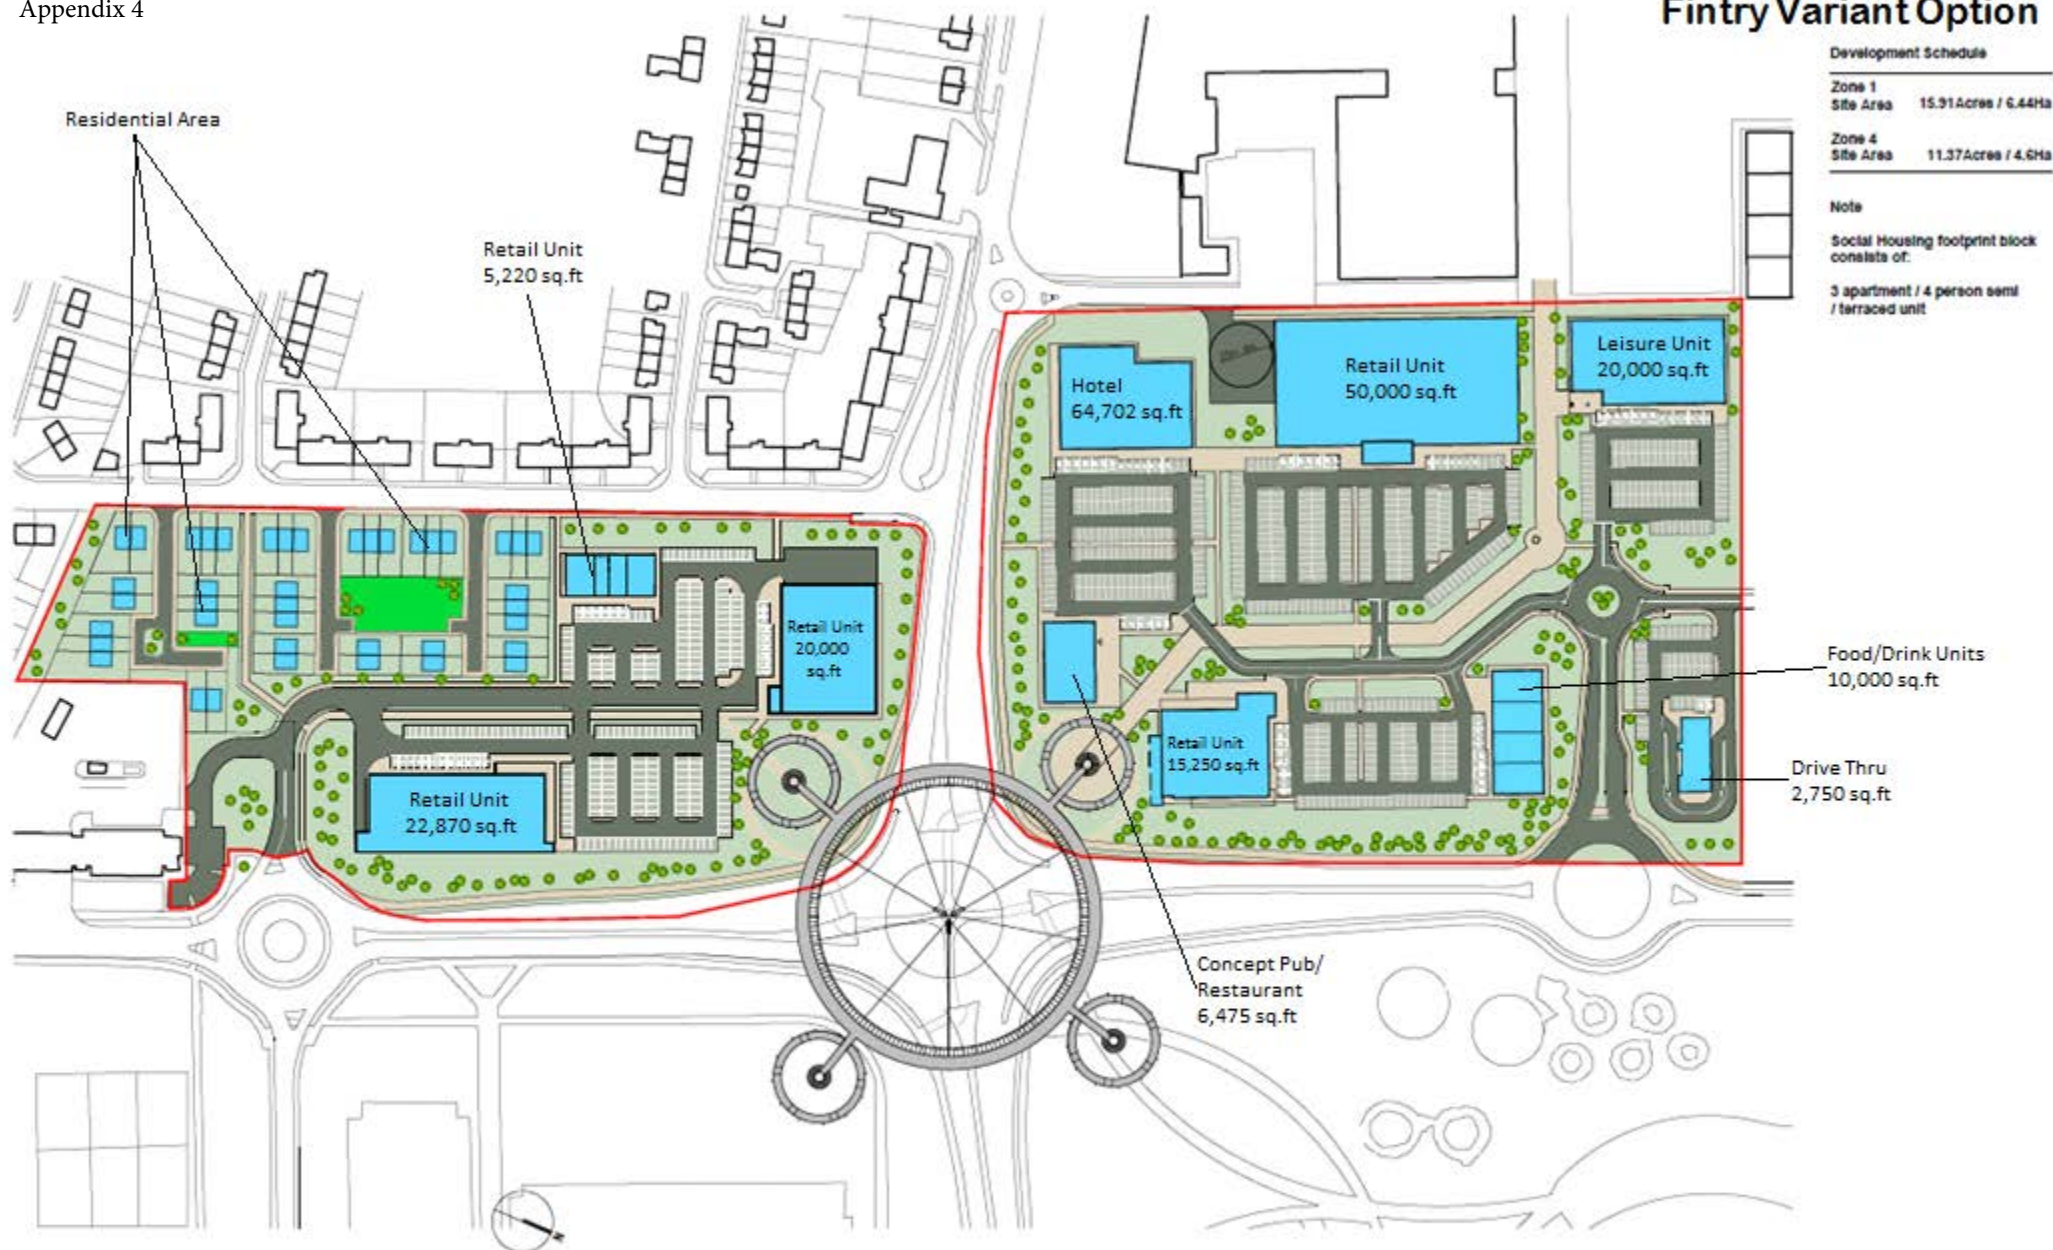 Appendix 4
Fintry Variant Option
Development Schedule
Zone 1
Site Area 15.91Acres / 6.44Ha
Zone 4
Site Area 11.37Acres / 4.6Ha
Note
Social Housing footprint block
consists of:
3 apartment / 4 person semi
/ terraced unit
Residential Area
Retail Unit
5,220 sq.ft
Hotel
64,702 sq.ft
Retail Unit
50,000 sq.ft
Leisure Unit
20,000 sq.ft
Retail Unit
20,000
sq.ft
Food/Drink Units
10,000 sq.ft
Retail Unit
15,250 sq.ft
Drive Thru
2,750 sq.ft
Retail Unit
22,870 sq.ft
Concept Pub/
Restaurant
6,475 sq.ft
N